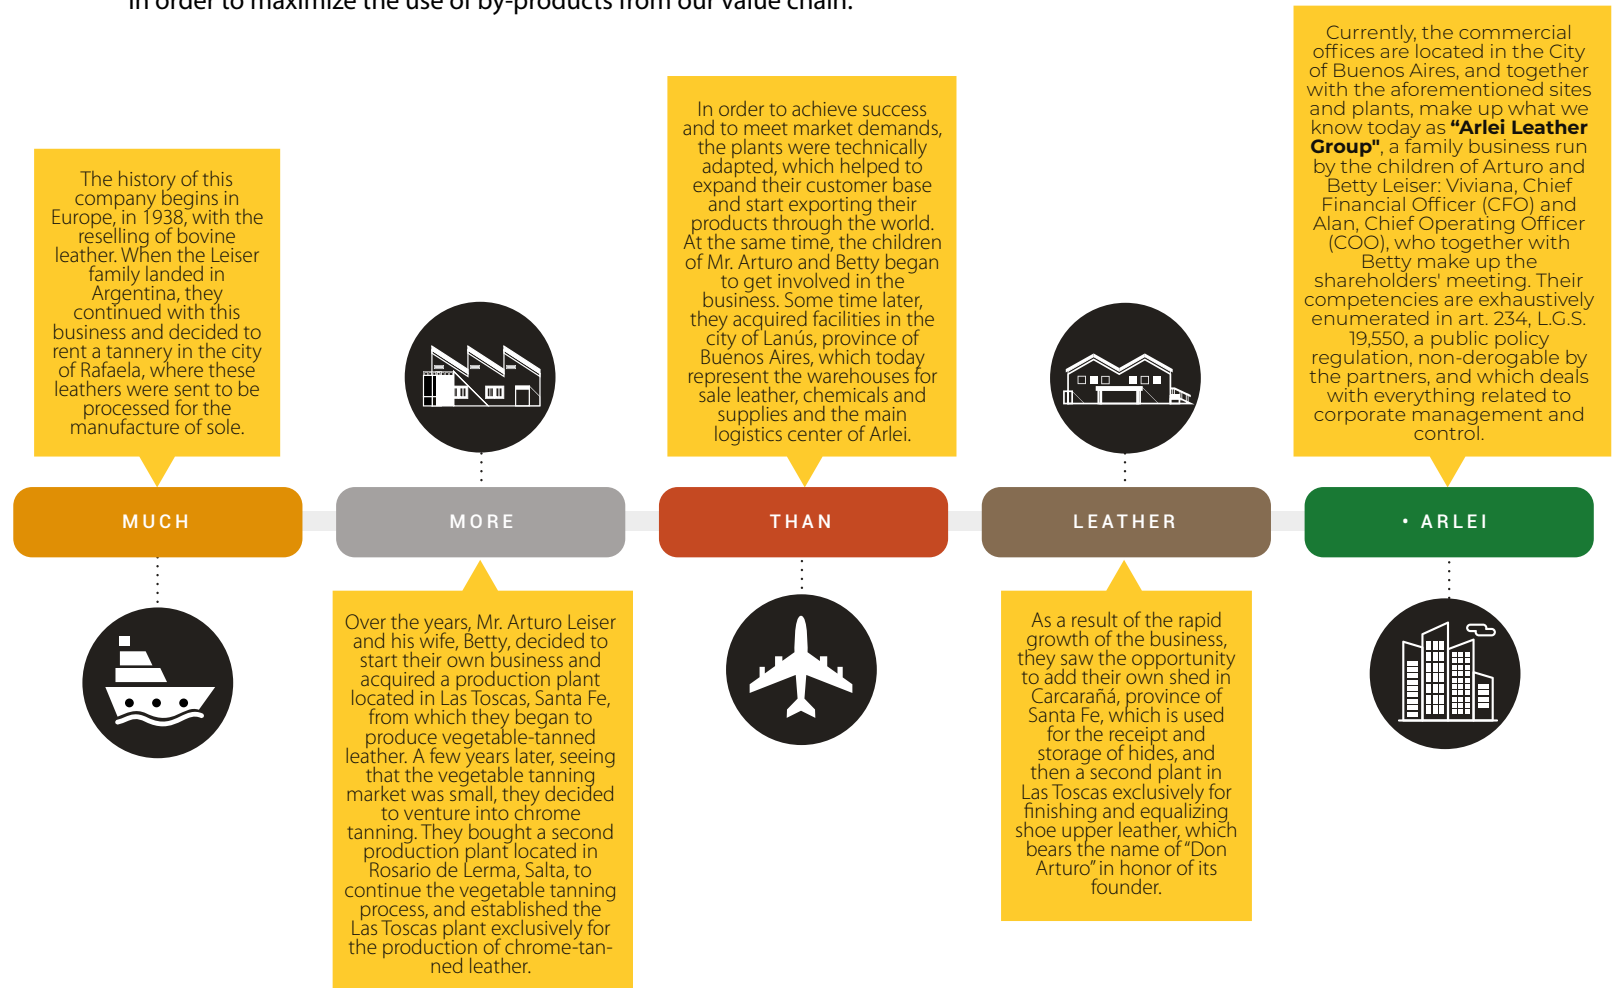 in order to maximize the use of by-products from our value chain.
The history of this
company begins in
Europe, in 1938, with the
reselling of bovine
leather. When the Leiser
family landed in
Argentina, they
continued with this
business and decided to
rent a tannery in the city
of Rafaela, where these
leathers were sent to be
processed for the
manufacture of sole.
In order to achieve success
and to meet market demands,
the plants were technically
adapted, which helped to
expand their customer base
and start exporting their
products through the world.
At the same time, the children
of Mr. Arturo and Betty began
to get involved in the
business. Some time later,
they acquired facilities in the
city of Lanús, province of
Buenos Aires, which today
represent the warehouses for
sale leather, chemicals and
supplies and the main
logistics center of Arlei.
Currently, the commercial
offices are located in the City
of Buenos Aires, and together
with the aforementioned sites
and plants, make up what we
know today as “Arlei Leather
Group", a family business run
by the children of Arturo and
Betty Leiser: Viviana, Chief
Financial Officer (CFO) and
Alan, Chief Operating Officer
(COO), who together with
Betty make up the
shareholders' meeting. Their
competencies are exhaustively
enumerated in art. 234, L.G.S.
19,550, a public policy
regulation, non-derogable by
the partners, and which deals
with everything related to
corporate management and
control.
MUCH
MORE
THAN
LEATHER
• ARLEI
Over the years, Mr. Arturo Leiser
and his wife, Betty, decided to
start their own business and
acquired a production plant
located in Las Toscas, Santa Fe,
from which they began to
produce vegetable-tanned
leather. A few years later, seeing
that the vegetable tanning
market was small, they decided
to venture into chrome
tanning. They bought a second
production plant located in
Rosario de Lerma, Salta, to
continue the vegetable tanning
process, and established the
Las Toscas plant exclusively for
the production of chrome-tan-
ned leather.
As a result of the rapid
growth of the business,
they saw the opportunity
to add their own shed in
Carcarañá, province of
Santa Fe, which is used
for the receipt and
storage of hides, and
then a second plant in
Las Toscas exclusively for
finishing and equalizing
shoe upper leather, which
bears the name of “Don
Arturo” in honor of its
founder.